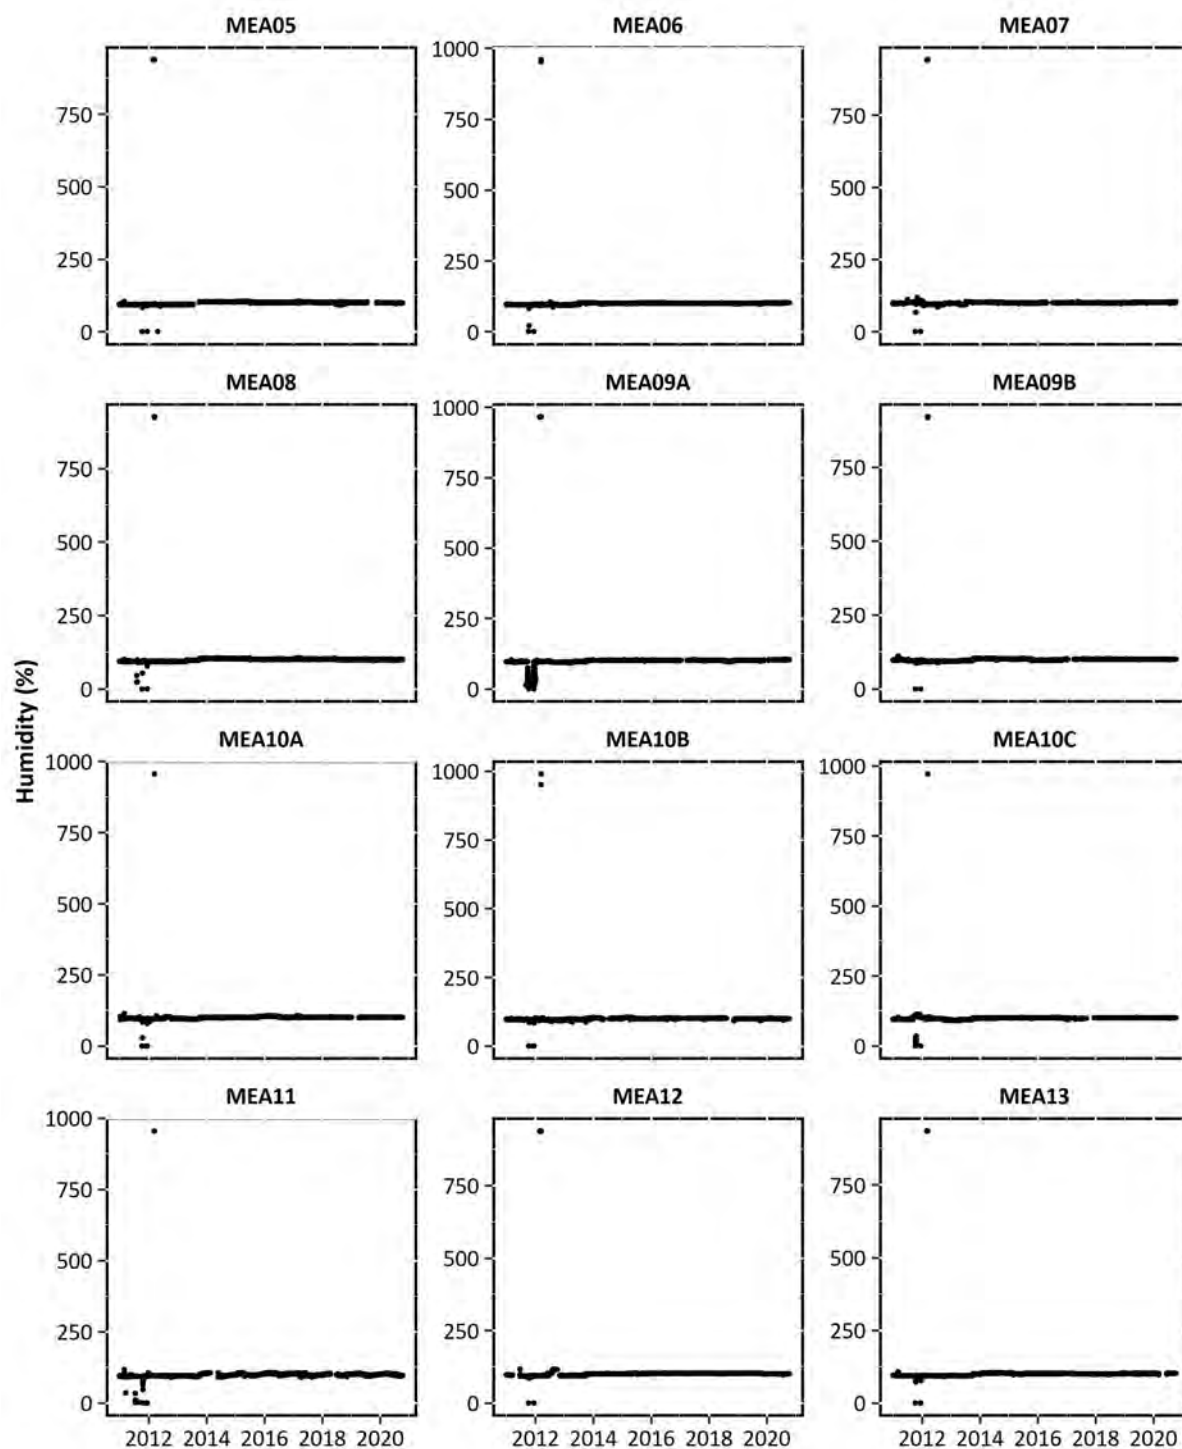 MEA05 MEA06 MEA07
1000
750 750 750
500 500 500
250 250 250
0 0 0
MEA08 MEA09A MEA09B
1000
750 750 750
500 500 500
250 250 250
0 0 0
Humidity (%)
MEA10A MEA10B MEA10C
1000 1000 1000
750 750 750
500 500 500
250 250 250
0 0 0
MEA11 MEA12 MEA13
1000
750 750 750
500 500 500
250 250 250
0 0 0
2012 2014 2016 2018 2020 2012 2014 2016 2018 2020 2012 2014 2016 2018 2020